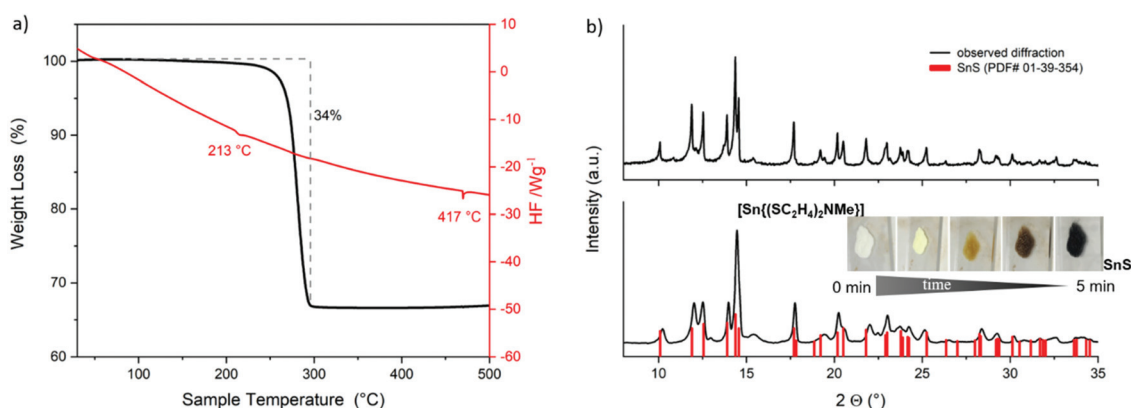 a)
100
90
80
70
60
Weight Loss (%)
34%
213 °C
417 °C
10
0
-10
-20
-30
-40
-50
-60
HF /Wg-1
100
200
300
400
500
Sample Temperature (°C)
b)
observed diffraction
SnS (PDF# 01-39-354)
Intensity (a.u.)
[Sn{(SC2H4)2NMe}]
SnS
0 min
time
5 min
10
15
20
25
30
35
2 Θ (°)